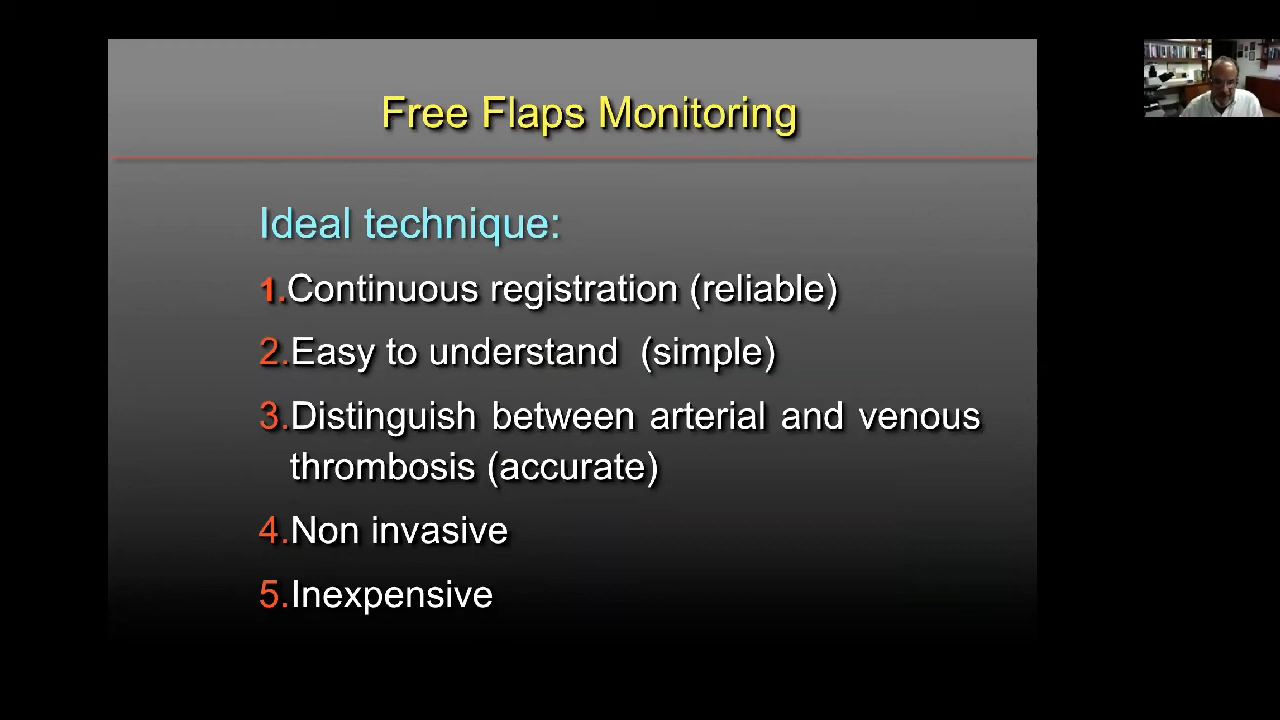 Free Flaps Monitoring
Ideal technique:
1.Continuous registration (reliable)
2.Easy to understand  (simple)
3.Distinguish between arterial and venous
thrombosis (accurate)
4.Non invasive
5.Inexpensive